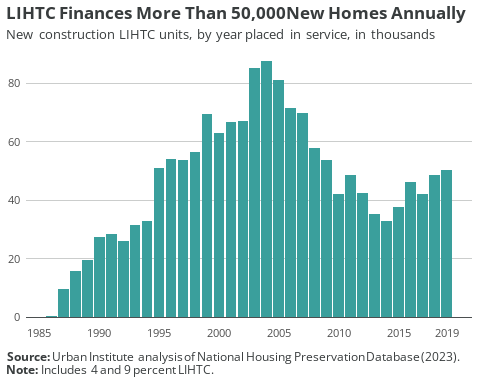 LIHTC Finances More Than 50,000 New Homes Annually
New construction LIHTC units, by year placed in service, in thousands
80
60
40
20
0
1985 1990 1995 2000 2005 2010 2015 2019
Source: Urban Institute analysis of National Housing Preservation Database (2023).
Note: Includes 4 and 9 percent LIHTC.